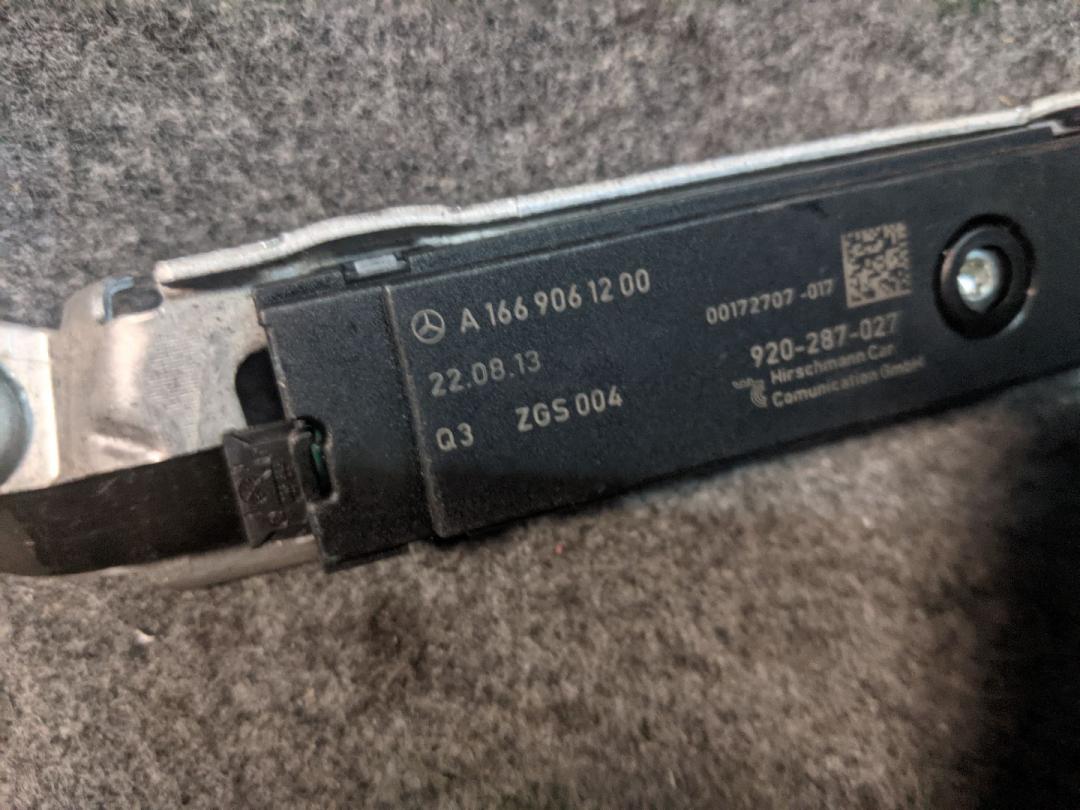 A 166 906 12 00
22.08.13
Q3 ZGS 004
00172707 -017
920-287-027
Hirschmann Car
Comunication GmbH